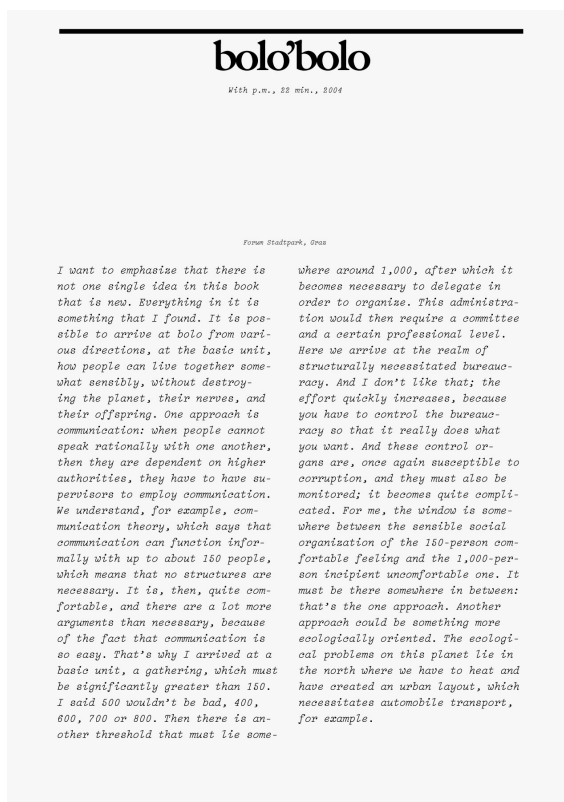 bolo’bolo
With p.m., 22 min., 2004
Forum Stadtpark, Graz
I want to emphasize that there is
not one single idea in this book
that is new. Everything in it is
something that I found. It is pos-
sible to arrive at bolo from vari-
ous directions, at the basic unit,
how people can live together some-
what sensibly, without destroy-
ing the planet, their nerves, and
their offspring. One approach is
communication: when people cannot
speak rationally with one another,
then they are dependent on higher
authorities, they have to have su-
pervisors to employ communication.
We understand, for example, com-
munication theory, which says that
communication can function infor-
mally with up to about 150 people,
which means that no structures are
necessary. It is, then, quite com-
fortable, and there are a lot more
arguments than necessary, because
of the fact that communication is
so easy. That’s why I arrived at a
basic unit, a gathering, which must
be significantly greater than 150.
I said 500 wouldn’t be bad, 400,
600, 700 or 800. Then there is an-
other threshold that must lie some-
where around 1,000, after which it
becomes necessary to delegate in
order to organize. This administra-
tion would then require a committee
and a certain professional level.
Here we arrive at the realm of
structurally necessitated bureauc-
racy. And I don’t like that; the
effort quickly increases, because
you have to control the bureauc-
racy so that it really does what
you want. And these control or-
gans are, once again susceptible to
corruption, and they must also be
monitored; it becomes quite compli-
cated. For me, the window is some-
where between the sensible social
organization of the 150-person com-
fortable feeling and the 1,000-per-
son incipient uncomfortable one. It
must be there somewhere in between:
that’s the one approach. Another
approach could be something more
ecologically oriented. The ecologi-
cal problems on this planet lie in
the north where we have to heat and
have created an urban layout, which
necessitates automobile transport,
for example.